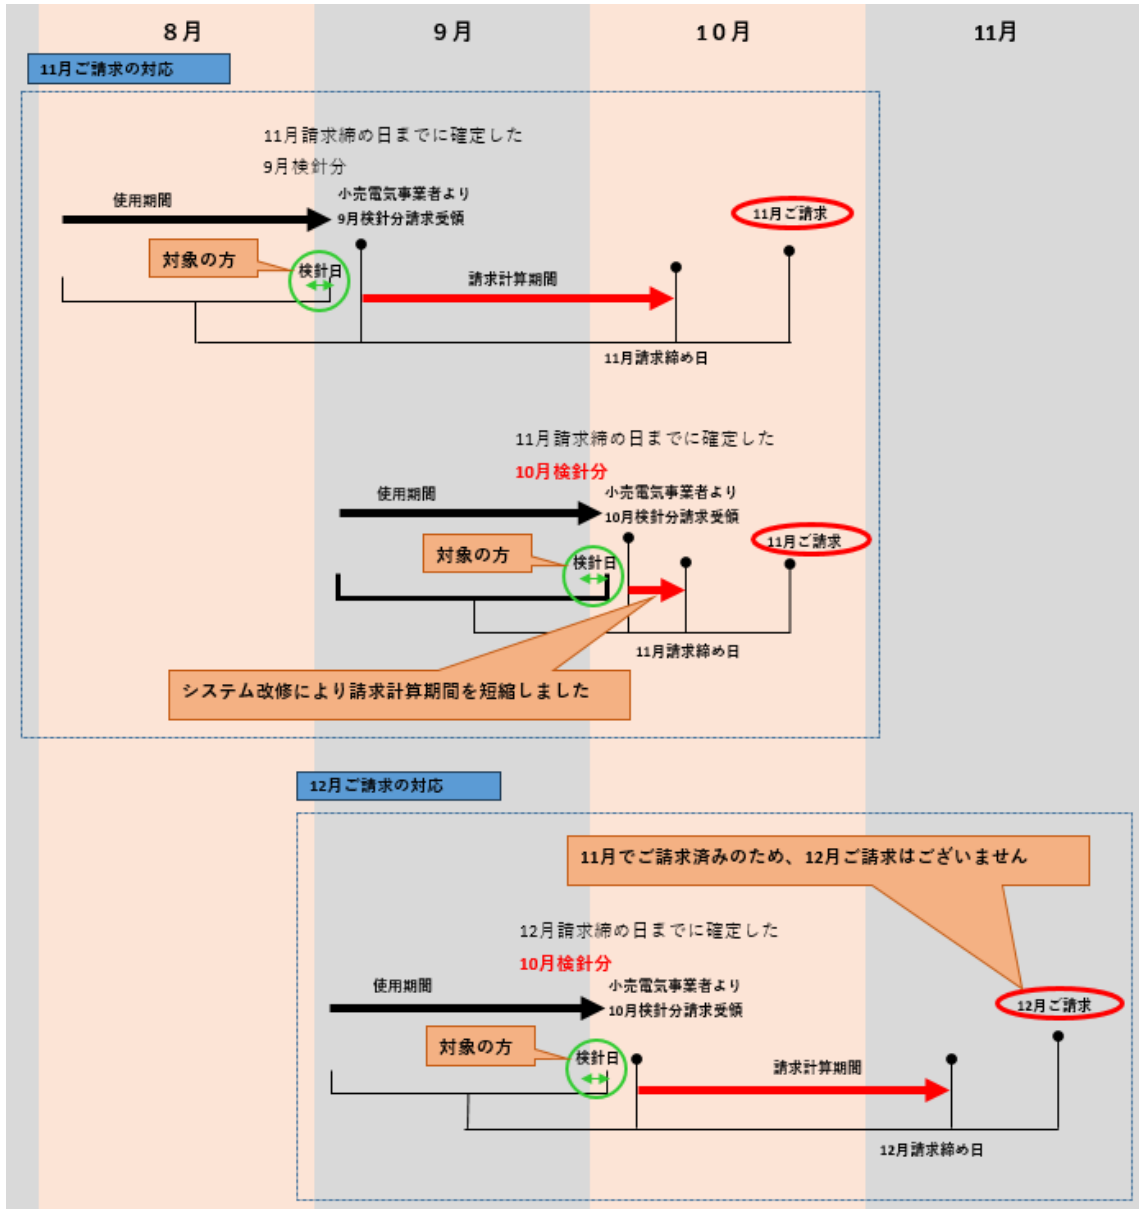 8月
9月
10月
11月
11月ご請求の対応
11月請求締め日までに確定した
9月検針分
使用期間
小売電気事業者より
9月検針分請求受領
11月ご請求
対象の方
検針日
請求計算期間
11月請求締め日
11月請求締め日までに確定した
10月検針分
使用期間
小売電気事業者より
10月検針分請求受領
11月ご請求
対象の方
検針日
11月請求締め日
システム改修により請求計算期間を短縮しました
12月ご請求の対応
11月でご請求済みのため、12月ご請求はございません
12月請求締め日までに確定した
10月検針分
使用期間
小売電気事業者より
10月検針分請求受領
12月ご請求
対象の方
検針日
請求計算期間
12月請求締め日